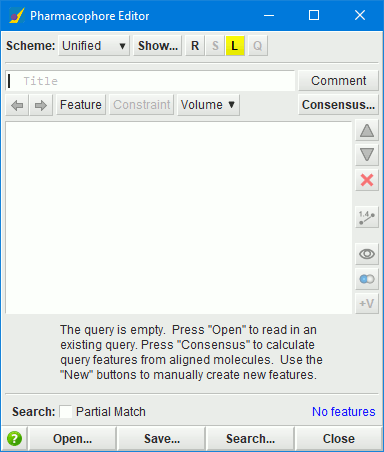 Pharmacophore Editor
Scheme: Unified Show... R S L Q
Title Comment
Feature Constraint Volume Consensus...
1.4
+V
The query is empty. Press "Open" to read in an
existing query. Press "Consensus" to calculate
query features from aligned molecules. Use the
"New" buttons to manually create new features.
Search: Partial Match No features
? Open... Save... Search... Close